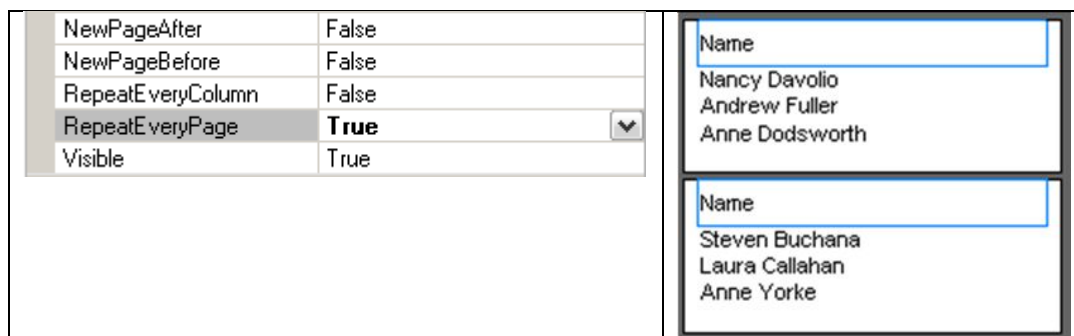 NewPageAfter False
NewPageBefore False
RepeatEveryColumn False
RepeatEveryPage True
Visible True
Name
Nancy Davolio
Andrew Fuller
Anne Dodsworth
Name
Steven Buchana
Laura Callahan
Anne Yorke